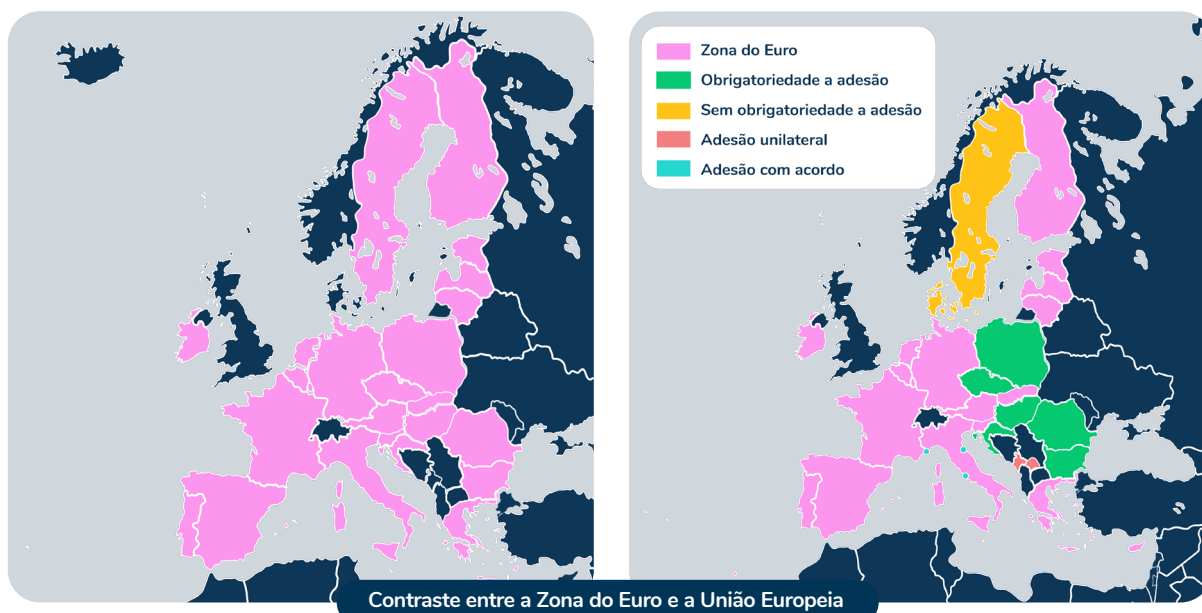 Zona do Euro
Obrigatoriedade a adesão
Sem obrigatoriedade a adesão
Adesão unilateral
Adesão com acordo
Contraste entre a Zona do Euro e a União Europeia